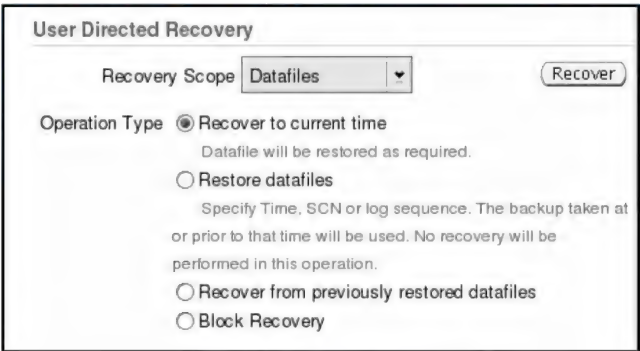 User Directed Recovery
Recovery Scope Datafiles Recover
Operation Type Recover to current time
Datafile will be restored as required.
Restore datafiles
Specify Time, SCN or log sequence. The backup taken at
or prior to that time will be used. No recovery will be
performed in this operation.
Recover from previously restored datafiles
Block Recovery